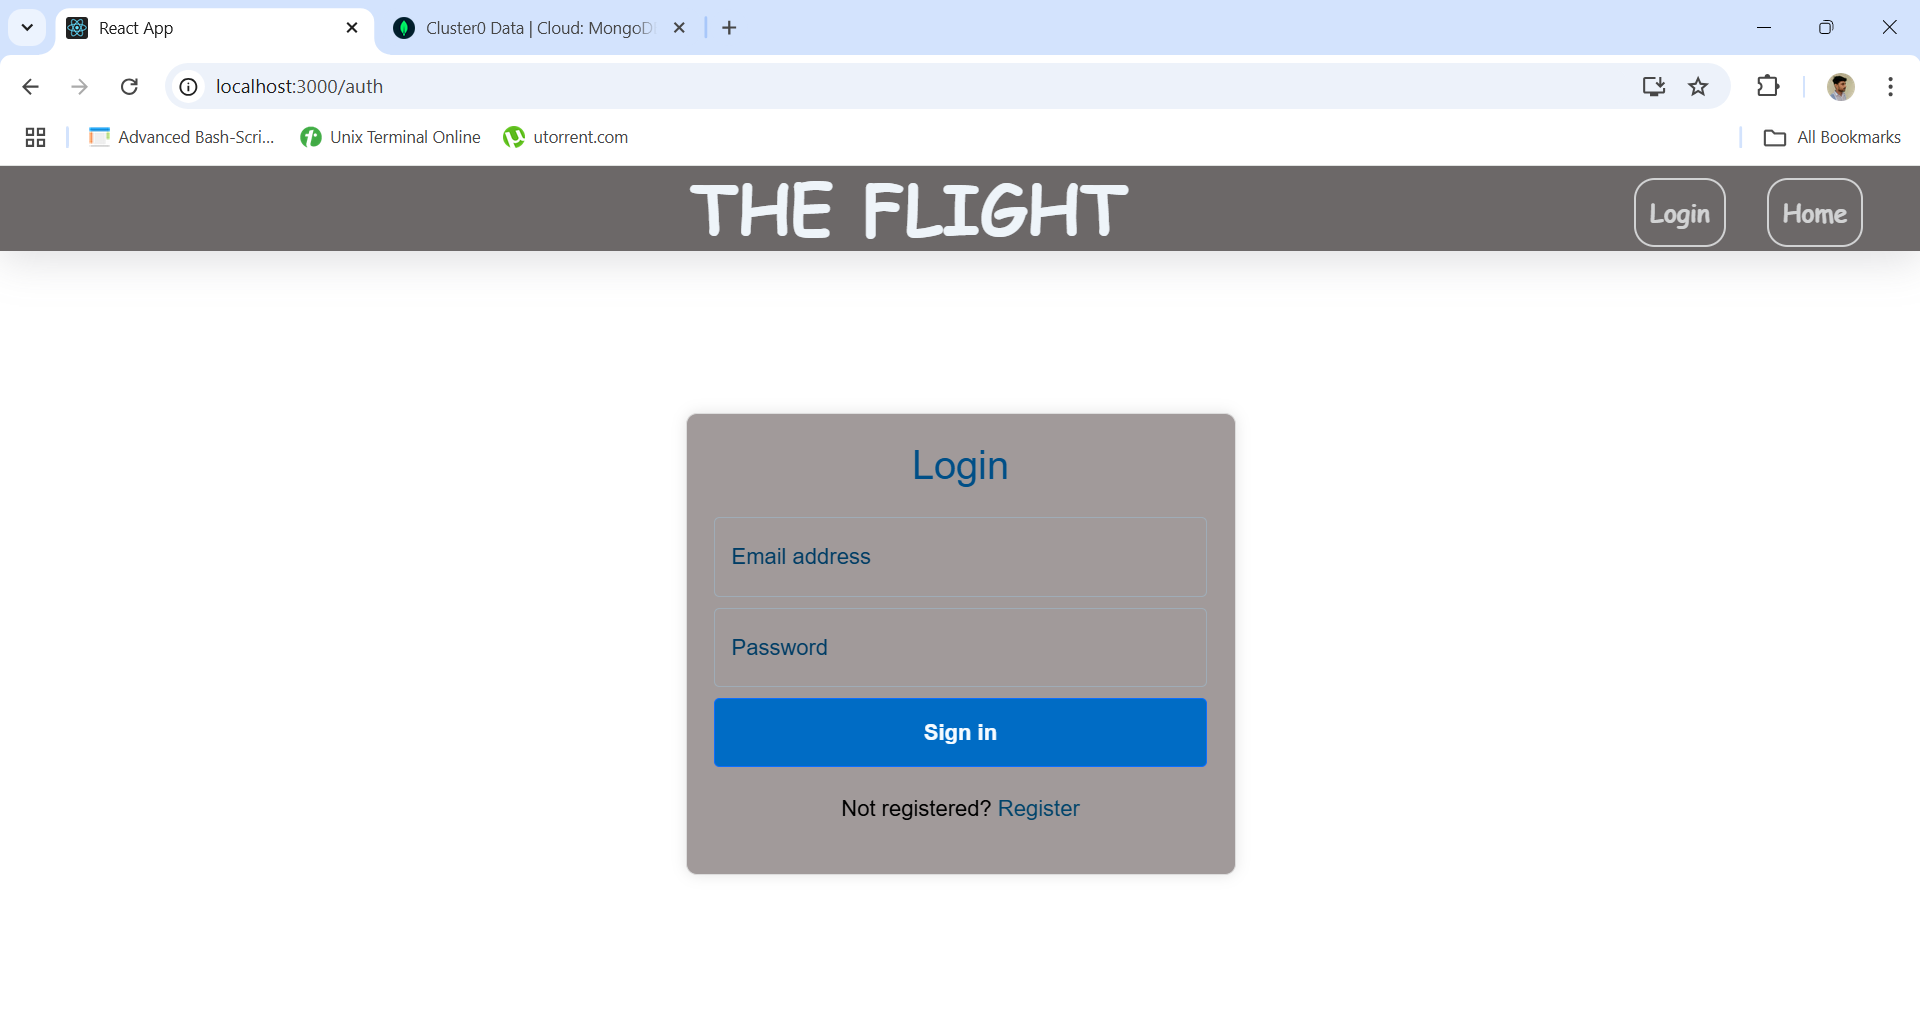 React App
Cluster0 Data | Cloud: MongoD
localhost:3000/auth
Advanced Bash-Scri...
Unix Terminal Online
utorrent.com
All Bookmarks
THE FLIGHT
Login
Home
Login
Email address
Password
Sign in
Not registered? Register